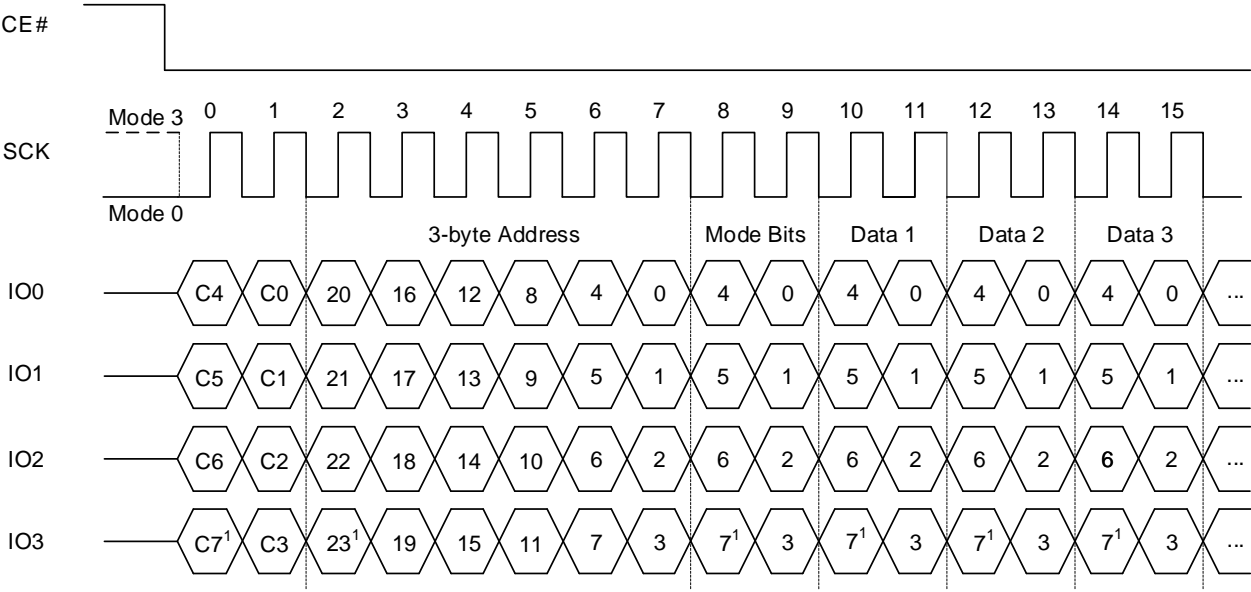 CE#
Mode 3 0 1 2 3 4 5 6 7 8 9 10 11 12 13 14 15
SCK
Mode 0
3-byte Address Mode Bits Data 1 Data 2 Data 3
IO0 C4 C0 20 16 12 8 4 0 4 0 4 0 4 0 4 0 ...
IO1 C5 C1 21 17 13 9 5 1 5 1 5 1 5 1 5 1 ...
IO2 C6 C2 22 18 14 10 6 2 6 2 6 2 6 2 6 2 ...
IO3 C7¹ C3 23¹ 19 15 11 7 3 7¹ 3 7¹ 3 7¹ 3 7¹ 3 ...